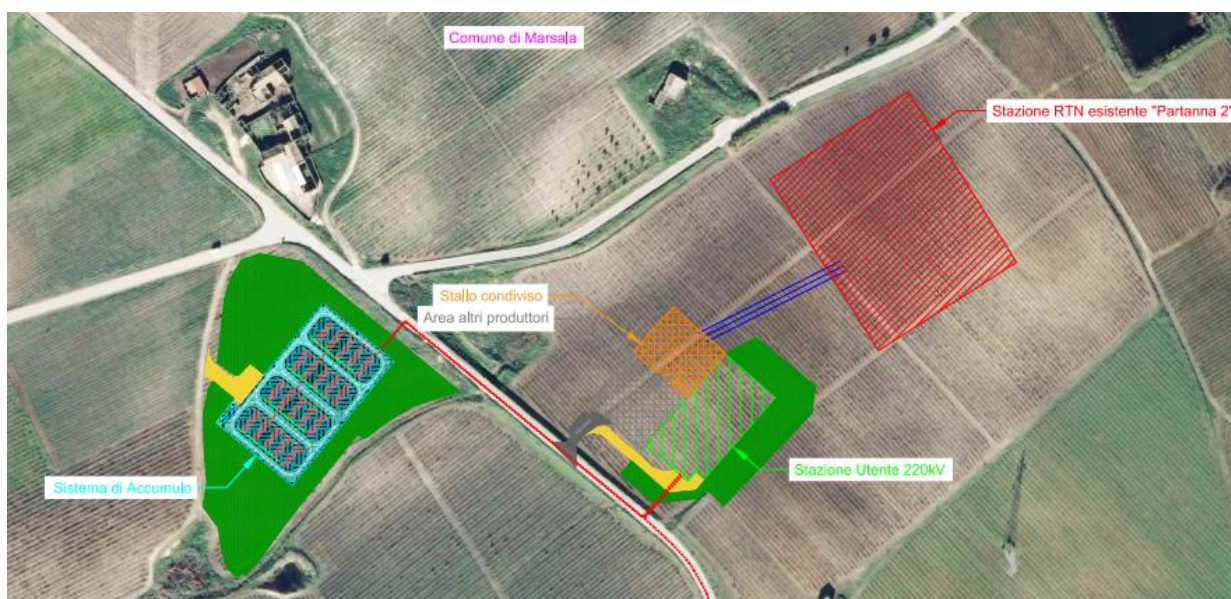 Comune di Marsala
Stazione RTN esistente "Partanna 2"
Stallo condiviso
Area altri produttori
Stazione Utente 220kV
Sistema di Accumulo